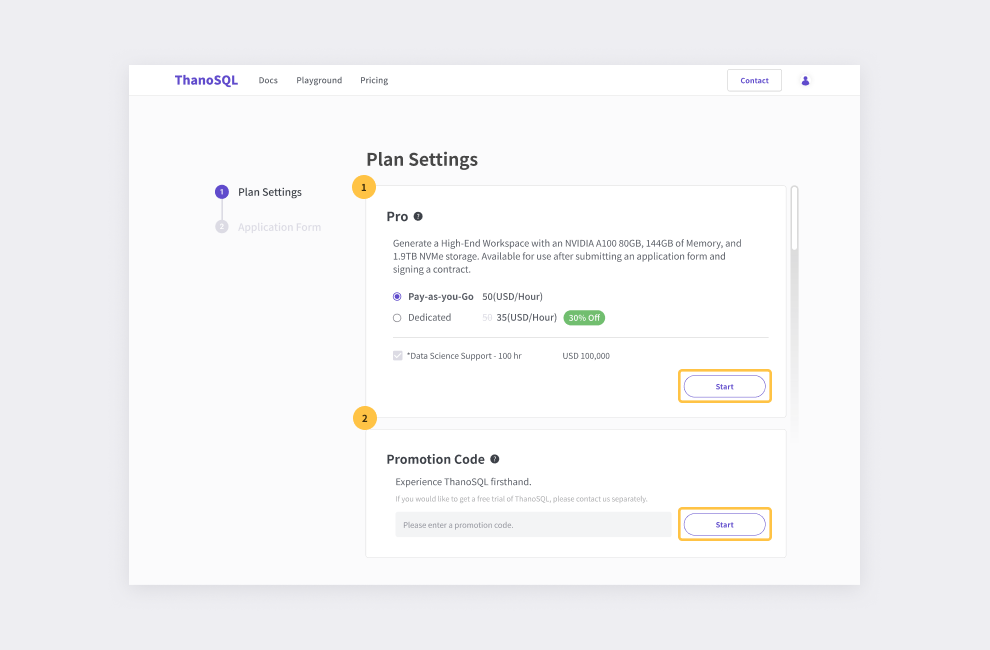 ThanoSQL Docs Playground Pricing Contact
Plan Settings
1 Plan Settings
2 Application Form
1
Pro ?
Generate a High-End Workspace with an NVIDIA A100 80GB, 144GB of Memory, and
1.9TB NVMe storage. Available for use after submitting an application form and
signing a contract.
Pay-as-you-Go 50(USD/Hour)
Dedicated 50 35(USD/Hour) 30% Off
*Data Science Support - 100 hr USD 100,000
Start
2
Promotion Code ?
Experience ThanoSQL firsthand.
If you would like to get a free trial of ThanoSQL, please contact us separately.
Please enter a promotion code. Start